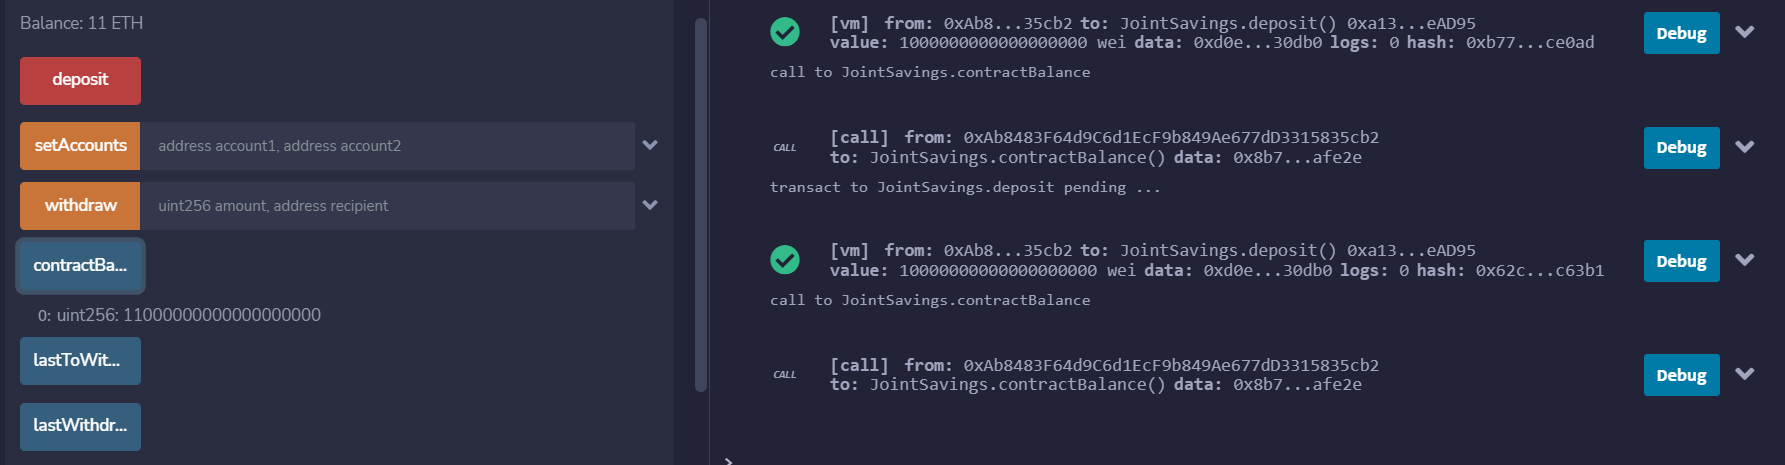 Balance: 11 ETH
deposit
setAccounts
address account1, address account2
withdraw
uint256 amount, address recipient
contractBa...
0: uint256: 11000000000000000000
lastToWit...
lastWithdr...
[vm] from: 0xAb8...35cb2 to: JointSavings.deposit() 0xa13...eAD95
value: 1000000000000000000 wei data: 0xd0e...30db0 logs: 0 hash: 0xb77...ce0ad
Debug
call to JointSavings.contractBalance
CALL
[call] from: 0xAb8483F64d9C6d1EcF9b849Ae677dD3315835cb2
to: JointSavings.contractBalance() data: 0x8b7...afe2e
Debug
transact to JointSavings.deposit pending ...
[vm] from: 0xAb8...35cb2 to: JointSavings.deposit() 0xa13...eAD95
value: 10000000000000000000 wei data: 0xd0e...30db0 logs: 0 hash: 0x62c...c63b1
Debug
call to JointSavings.contractBalance
CALL
[call] from: 0xAb8483F64d9C6d1EcF9b849Ae677dD3315835cb2
to: JointSavings.contractBalance() data: 0x8b7...afe2e
Debug
>